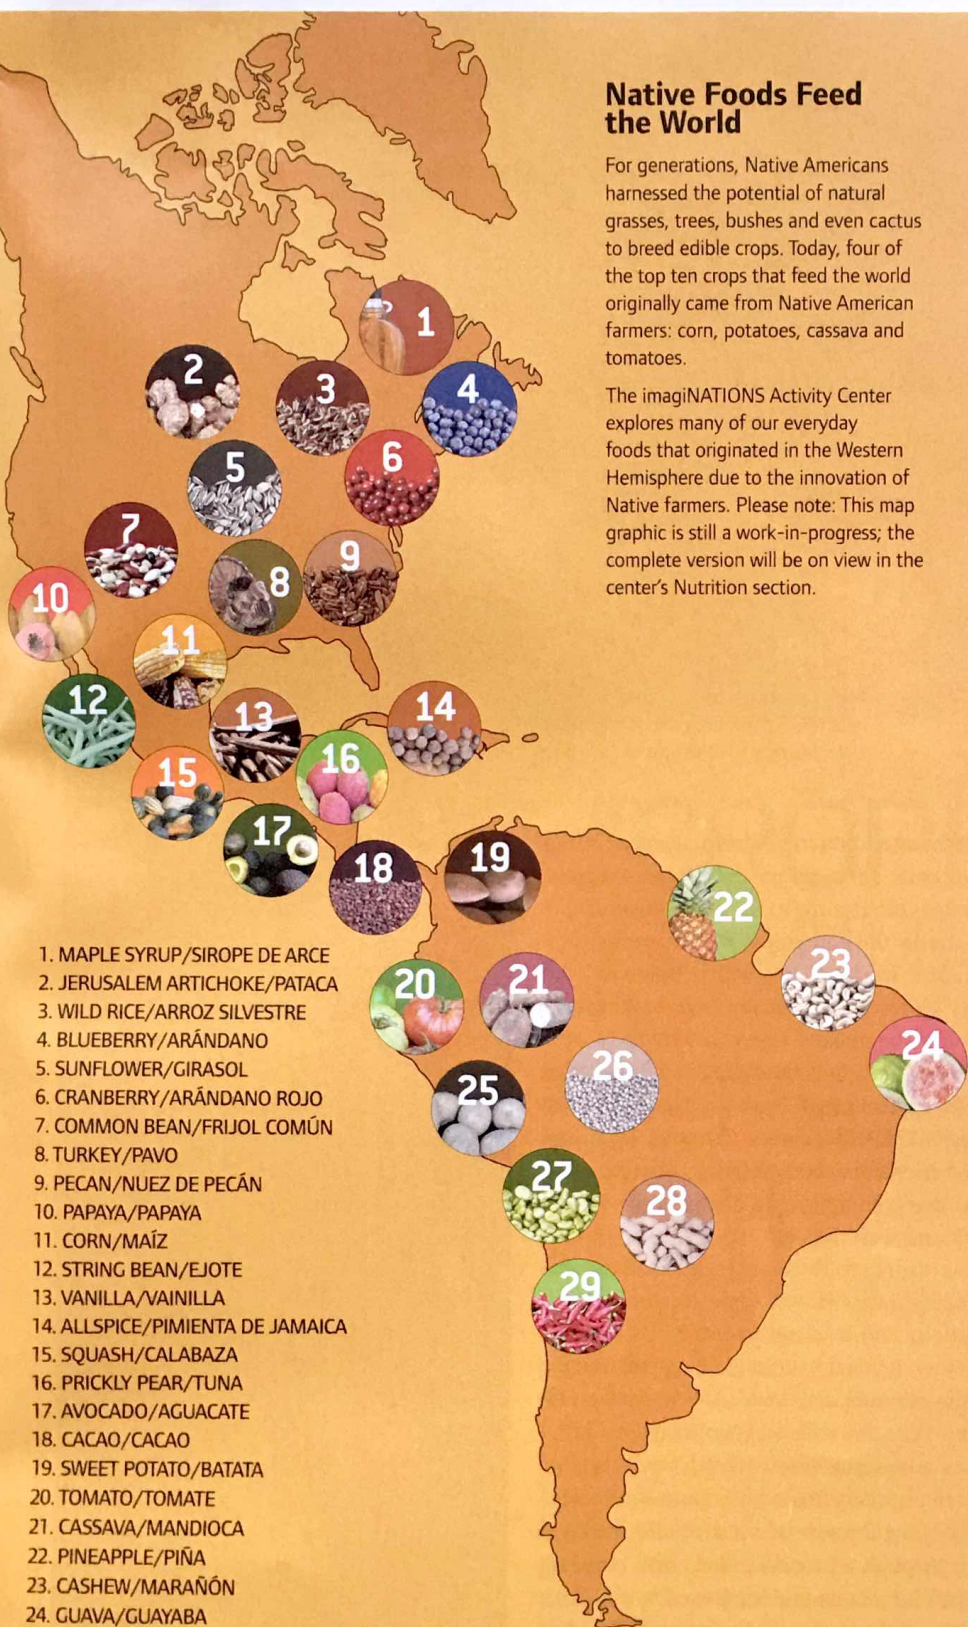 Native Foods Feed
the World
For generations, Native Americans
harnessed the potential of natural
grasses, trees, bushes and even cactus
to breed edible crops. Today, four of
the top ten crops that feed the world
originally came from Native American
farmers: corn, potatoes, cassava and
tomatoes.
The imagiNATIONS Activity Center
explores many of our everyday
foods that originated in the Western
Hemisphere due to the innovation of
Native farmers. Please note: This map
graphic is still a work-in-progress; the
complete version will be on view in the
center's Nutrition section.
1
2
3
4
5
6
7
8
9
10
11
12
13
14
15
16
17
18
19
20
21
22
23
24
25
26
27
28
29
1. MAPLE SYRUP/SIROPE DE ARCE
2. JERUSALEM ARTICHOKE/PATACA
3. WILD RICE/ARROZ SILVESTRE
4. BLUEBERRY/ARÁNDANO
5. SUNFLOWER/GIRASOL
6. CRANBERRY/ARÁNDANO ROJO
7. COMMON BEAN/FRIJOL COMÚN
8. TURKEY/PAVO
9. PECAN/NUEZ DE PECÁN
10. PAPAYA/PAPAYA
11. CORN/MAÍZ
12. STRING BEAN/EJOTE
13. VANILLA/VAINILLA
14. ALLSPICE/PIMIENTA DE JAMAICA
15. SQUASH/CALABAZA
16. PRICKLY PEAR/TUNA
17. AVOCADO/AGUACATE
18. CACAO/CACAO
19. SWEET POTATO/BATATA
20. TOMATO/TOMATE
21. CASSAVA/MANDIOCA
22. PINEAPPLE/PIÑA
23. CASHEW/MARAÑÓN
24. GUAVA/GUAYABA